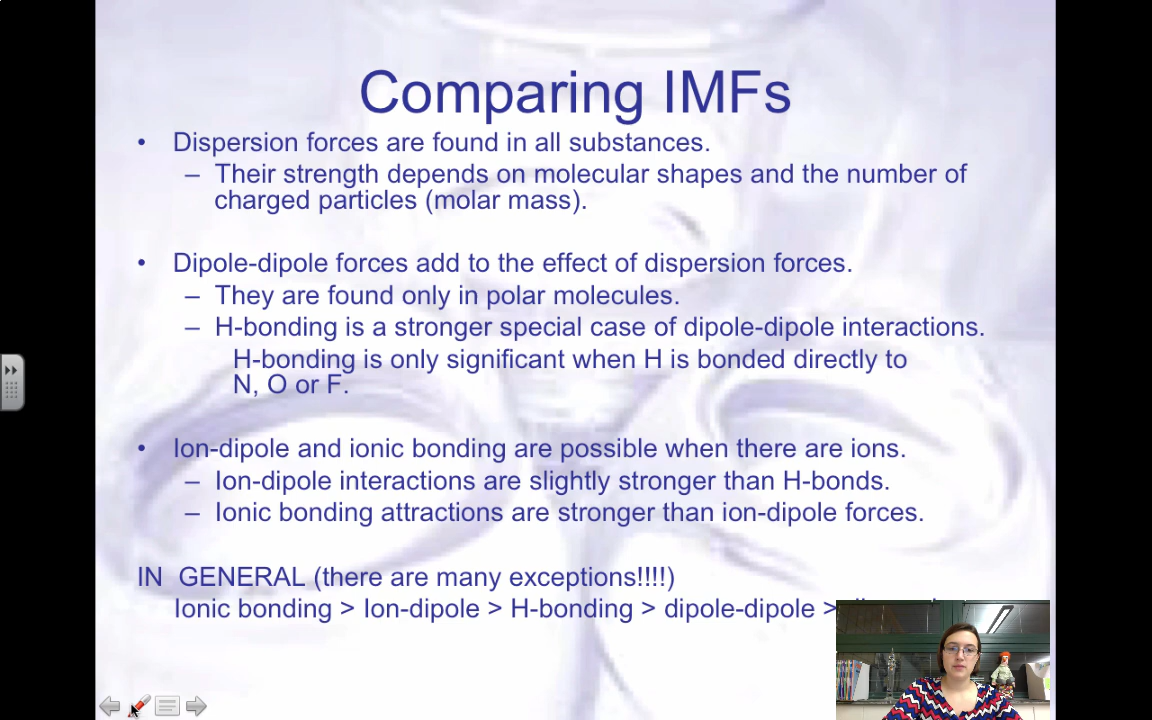 Comparing IMFs
• Dispersion forces are found in all substances.
– Their strength depends on molecular shapes and the number of
charged particles (molar mass).
• Dipole-dipole forces add to the effect of dispersion forces.
– They are found only in polar molecules.
– H-bonding is a stronger special case of dipole-dipole interactions.
H-bonding is only significant when H is bonded directly to
N, O or F.
• Ion-dipole and ionic bonding are possible when there are ions.
– Ion-dipole interactions are slightly stronger than H-bonds.
– Ionic bonding attractions are stronger than ion-dipole forces.
IN GENERAL (there are many exceptions!!!!)
Ionic bonding > Ion-dipole > H-bonding > dipole-dipole >